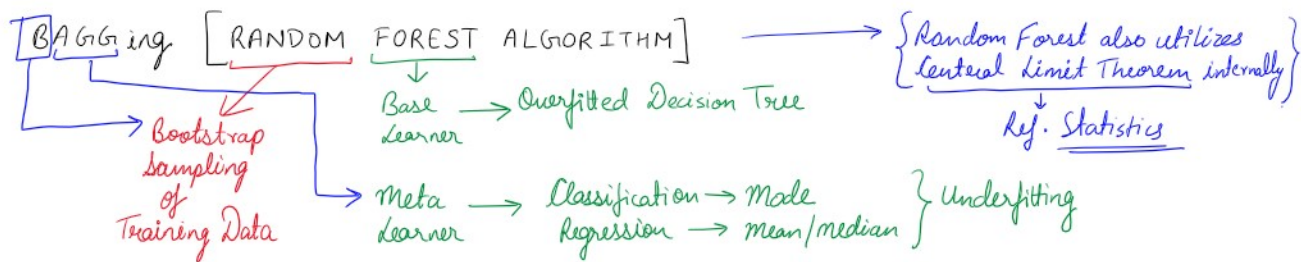 BAGGing [RANDOM FOREST ALGORITHM]
{Random Forest also utilizes
Central Limit Theorem internally}
Ref. Statistics
Base
Learner
Overfitted Decision Tree
Bootstrap
Sampling
of
Training Data
Meta
Learner
Classification → Mode
Regression → mean/median
} Underfitting